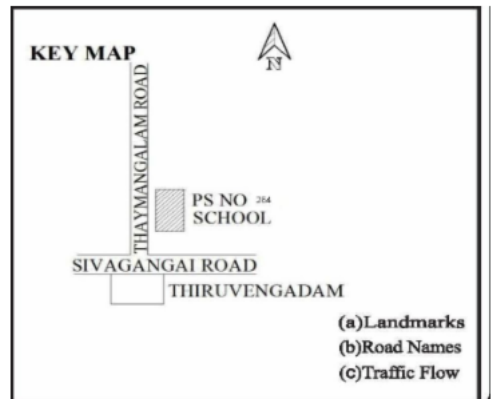 KEY MAP
N
THAYMANGALAM ROAD
PS NO 284
SCHOOL
SIVAGANGAI ROAD
THIRUVENGADAM
(a)Landmarks
(b)Road Names
(c)Traffic Flow